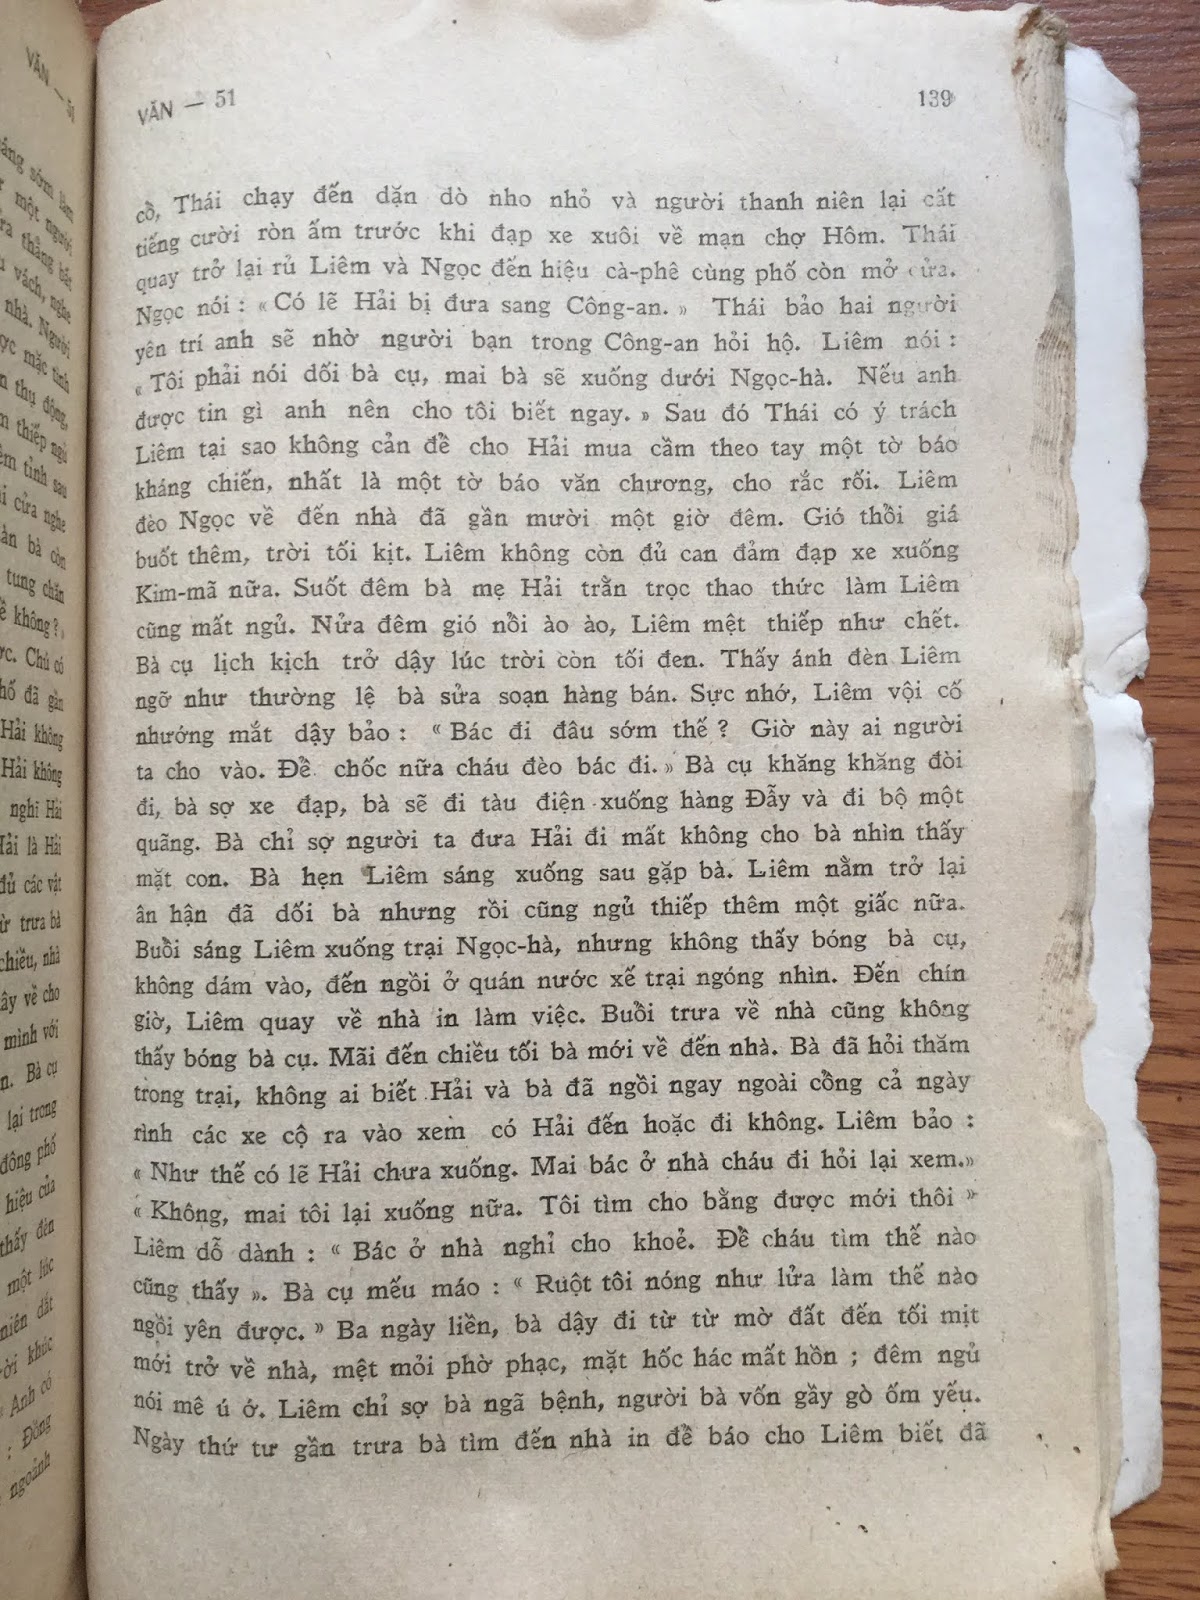 VĂN — 51
139
cồ, Thái chạy đến dặn dò nho nhỏ và người thanh niên lại cất
tiếng cười ròn ấm trước khi đạp xe xuôi về mạn chợ Hôm. Thái
quay trở lại rủ Liêm và Ngọc đến hiệu cà-phê cùng phố còn mở cửa.
Ngọc nói : « Có lẽ Hải bị đưa sang Công-an. » Thái bảo hai người
yên trí anh sẽ nhờ người bạn trong Công-an hỏi hộ. Liêm nói :
« Tôi phải nói dối bà cụ, mai bà sẽ xuống dưới Ngọc-hà. Nếu anh
được tin gì anh nên cho tôi biết ngay. » Sau đó Thái có ý trách
Liêm tại sao không cản để cho Hải mua cầm theo tay một tờ báo
kháng chiến, nhất là một tờ báo văn chương, cho rắc rối. Liêm
đèo Ngọc về đến nhà đã gần mười một giờ đêm. Gió thổi giá
buốt thêm, trời tối kịt. Liêm không còn đủ can đảm đạp xe xuống
Kim-mã nữa. Suốt đêm bà mẹ Hải trằn trọc thao thức làm Liêm
cũng mất ngủ. Nửa đêm gió nổi ào ào, Liêm mệt thiếp như chết.
Bà cụ lịch kịch trở dậy lúc trời còn tối đen. Thấy ánh đèn Liêm
ngỡ như thường lệ bà sửa soạn hàng bán. Sực nhớ, Liêm vội cố
nhướng mắt dậy bảo : « Bác đi đâu sớm thế ? Giờ này ai người
ta cho vào. Để chốc nữa cháu đèo bác đi. » Bà cụ khăng khăng đòi
đi, bà sợ xe đạp, bà sẽ đi tàu điện xuống hàng Đẫy và đi bộ một
quãng. Bà chỉ sợ người ta đưa Hải đi mất không cho bà nhìn thấy
mặt con. Bà hẹn Liêm sáng xuống sau gặp bà. Liêm nằm trở lại
ân hận đã dối bà nhưng rồi cũng ngủ thiếp thêm một giấc nữa.
Buổi sáng Liêm xuống trại Ngọc-hà, nhưng không thấy bóng bà cụ,
không dám vào, đến ngồi ở quán nước xế trại ngóng nhìn. Đến chín
giờ, Liêm quay về nhà in làm việc. Buổi trưa về nhà cũng không
thấy bóng bà cụ. Mãi đến chiều tối bà mới về đến nhà. Bà đã hỏi thăm
trong trại, không ai biết Hải và bà đã ngồi ngay ngoài cổng cả ngày
rình các xe cộ ra vào xem có Hải đến hoặc đi không. Liêm bảo :
« Như thế có lẽ Hải chưa xuống. Mai bác ở nhà cháu đi hỏi lại xem.»
« Không, mai tôi lại xuống nữa. Tôi tìm cho bằng được mới thôi »
Liêm dỗ dành : « Bác ở nhà nghỉ cho khoẻ. Để cháu tìm thế nào
cũng thấy ». Bà cụ mếu máo : « Ruột tôi nóng như lửa làm thế nào
ngồi yên được. » Ba ngày liền, bà dậy đi từ từ mờ đất đến tối mịt
mới trở về nhà, mệt mỏi phờ phạc, mặt hốc hác mất hồn ; đêm ngủ
nói mê ú ớ. Liêm chỉ sợ bà ngã bệnh, người bà vốn gầy gò ốm yếu.
Ngày thứ tư gần trưa bà tìm đến nhà in để báo cho Liêm biết đã